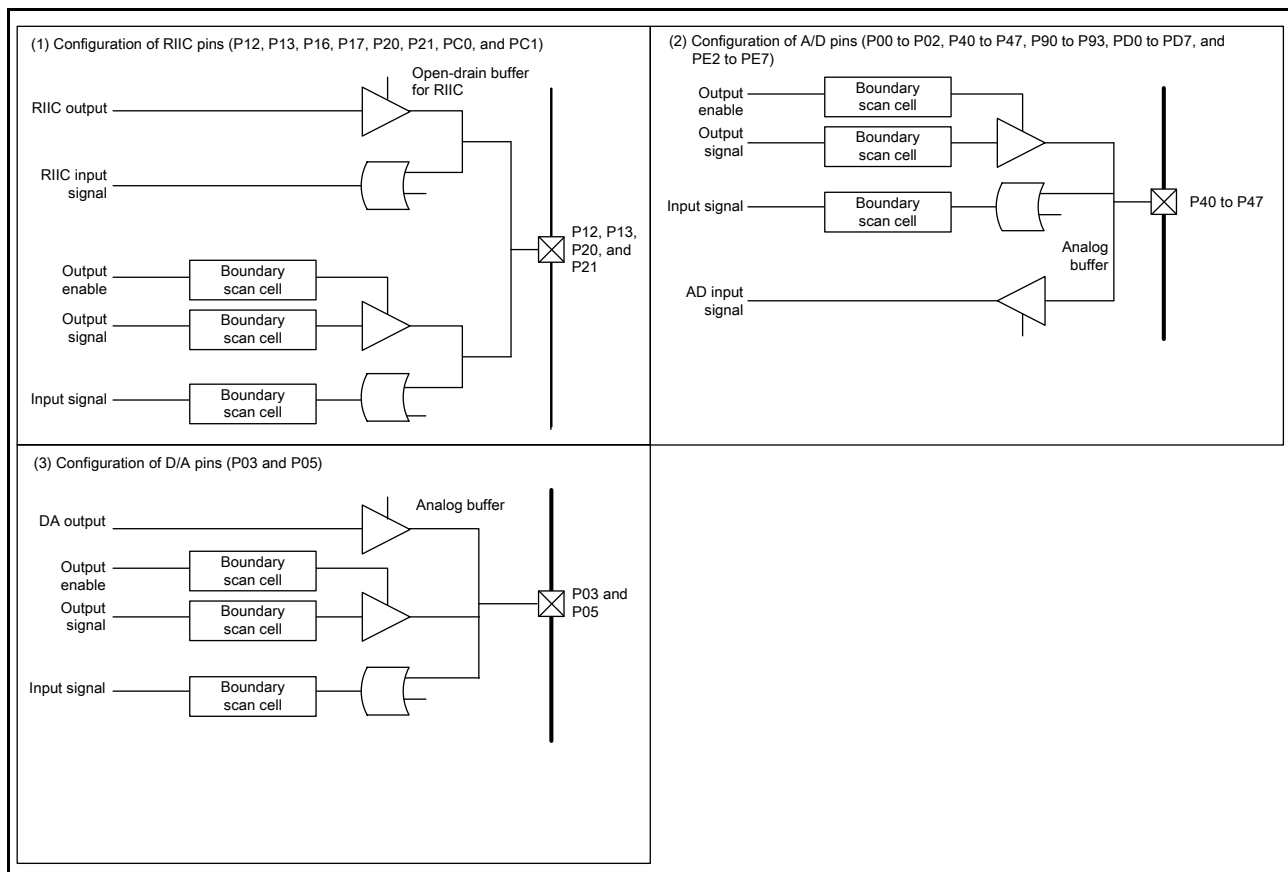 (1) Configuration of RIIC pins (P12, P13, P16, P17, P20, P21, PC0, and PC1)
Open-drain buffer
for RIIC
RIIC output
RIIC input
signal
P12, P13,
P20, and
P21
Output
enable
Boundary
scan cell
Output
signal
Boundary
scan cell
Input signal
Boundary
scan cell
(2) Configuration of A/D pins (P00 to P02, P40 to P47, P90 to P93, PD0 to PD7, and
PE2 to PE7)
Output
enable
Boundary
scan cell
Output
signal
Boundary
scan cell
Input signal
Boundary
scan cell
P40 to P47
Analog
buffer
AD input
signal
(3) Configuration of D/A pins (P03 and P05)
Analog buffer
DA output
Output
enable
Boundary
scan cell
Output
signal
Boundary
scan cell
P03 and
P05
Input signal
Boundary
scan cell